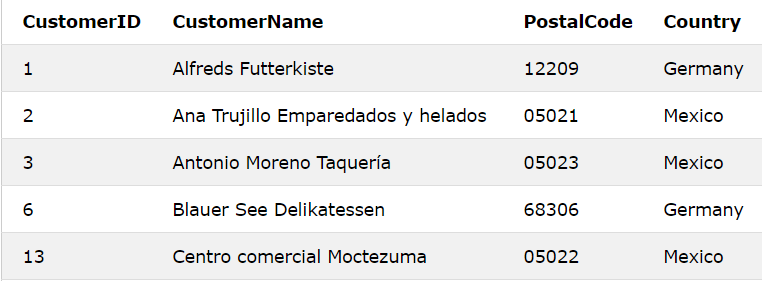 CustomerID CustomerName PostalCode Country
1 Alfreds Futterkiste 12209 Germany
2 Ana Trujillo Emparedados y helados 05021 Mexico
3 Antonio Moreno Taquería 05023 Mexico
6 Blauer See Delikatessen 68306 Germany
13 Centro comercial Moctezuma 05022 Mexico